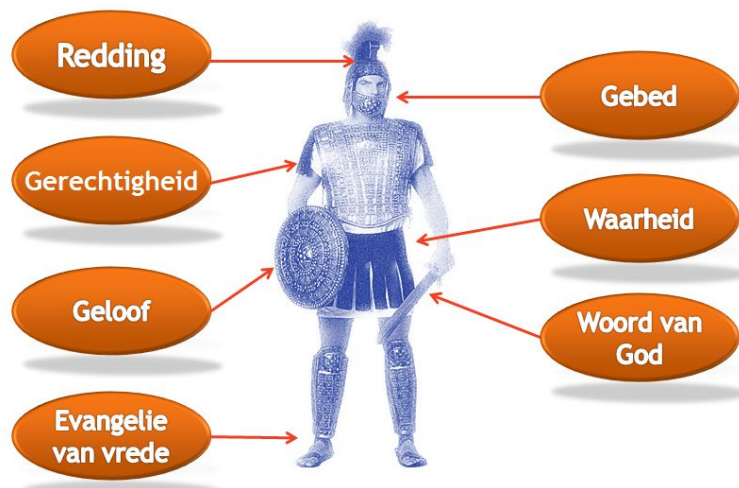 Redding
Gebed
Gerechtigheid
Waarheid
Geloof
Woord van
God
Evangelie
van vrede